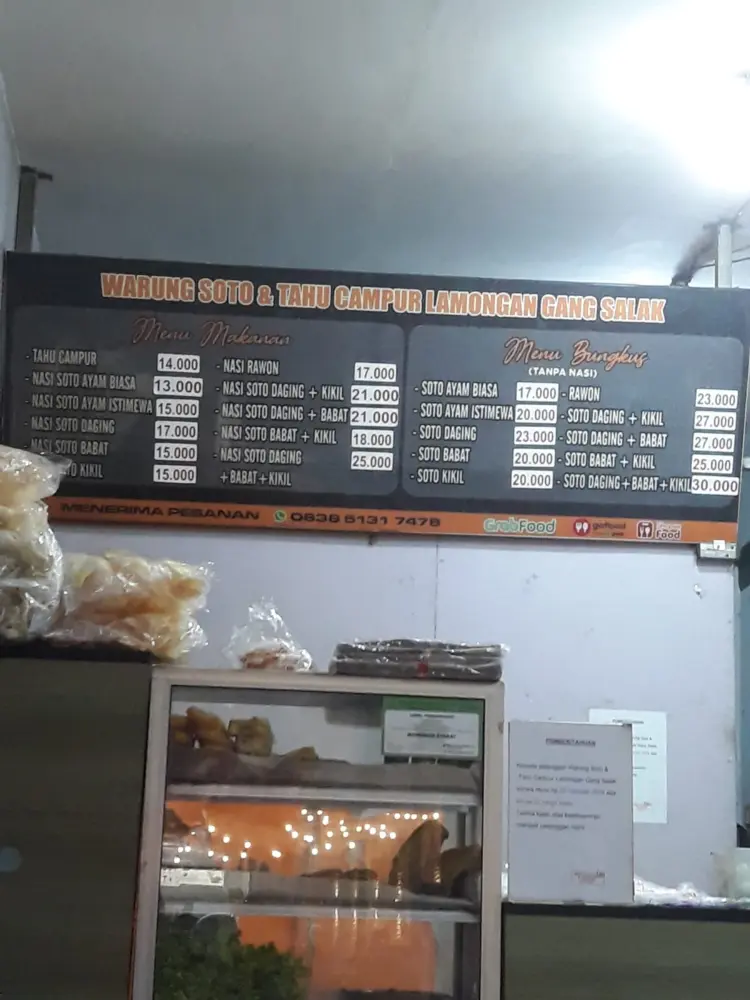 WARUNG SOTO & TAHU CAMPUR LAMONGAN GANG SALAK
Menu Makanan
- TAHU CAMPUR 14.000
- NASI SOTO AYAM BIASA 13.000
- NASI SOTO AYAM ISTIMEWA 15.000
- NASI SOTO DAGING 17.000
NASI SOTO BABAT 15.000
KIKIL 15.000
- NASI RAWON 17.000
- NASI SOTO DAGING + KIKIL 21.000
- NASI SOTO DAGING + BABAT 21.000
- NASI SOTO BABAT + KIKIL 18.000
- NASI SOTO DAGING 25.000
+ BABAT + KIKIL
Menu Bungkus
(TANPA NASI)
- SOTO AYAM BIASA 17.000
- SOTO AYAM ISTIMEWA 20.000
- SOTO DAGING 23.000
- SOTO BABAT 20.000
- SOTO KIKIL 20.000
- RAWON 23.000
- SOTO DAGING + KIKIL 27.000
- SOTO DAGING + BABAT 27.000
- SOTO BABAT + KIKIL 25.000
- SOTO DAGING + BABAT + KIKIL 30.000
MENERIMA PESANAN 0838 5131 7478
GrabFood
gofood
Food
PEMBERITAHUAN